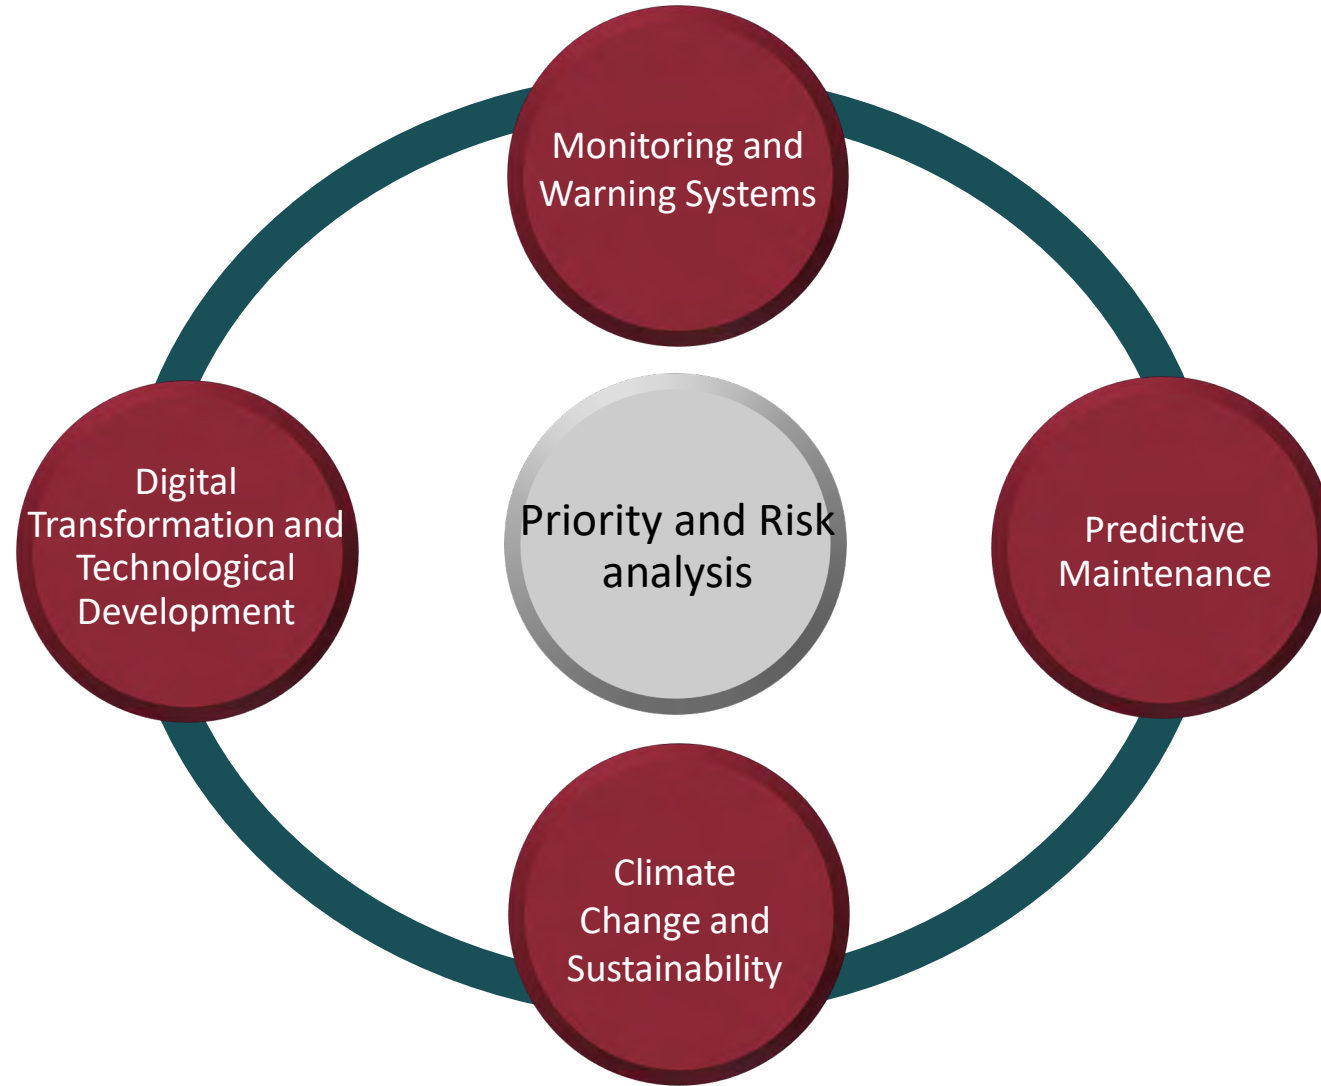 Monitoring and
Warning Systems
Digital
Transformation and
Technological
Development
Priority and Risk
analysis
Predictive
Maintenance
Climate
Change and
Sustainability